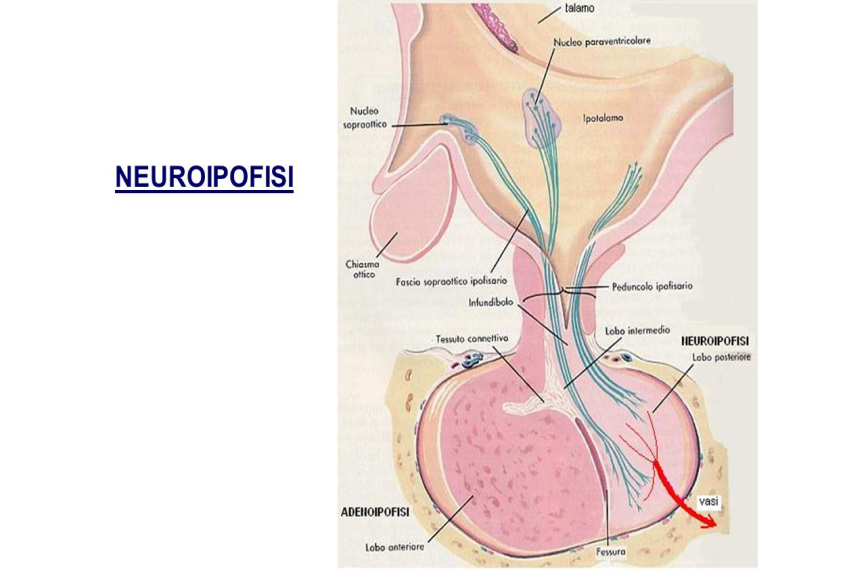 talamo
Nucleo paraventricolare
Nucleo
sopraottico
Ipotalamo
NEUROIPOFISI
Chiasma
ottico
Fascio sopraottico ipofisario
Peduncolo ipofisario
Infundibolo
Lobo intermedio
Tessuto connettivo
NEUROIPOFISI
Lobo posteriore
vasi
ADENOIPOFISI
Lobo anteriore
Fessura